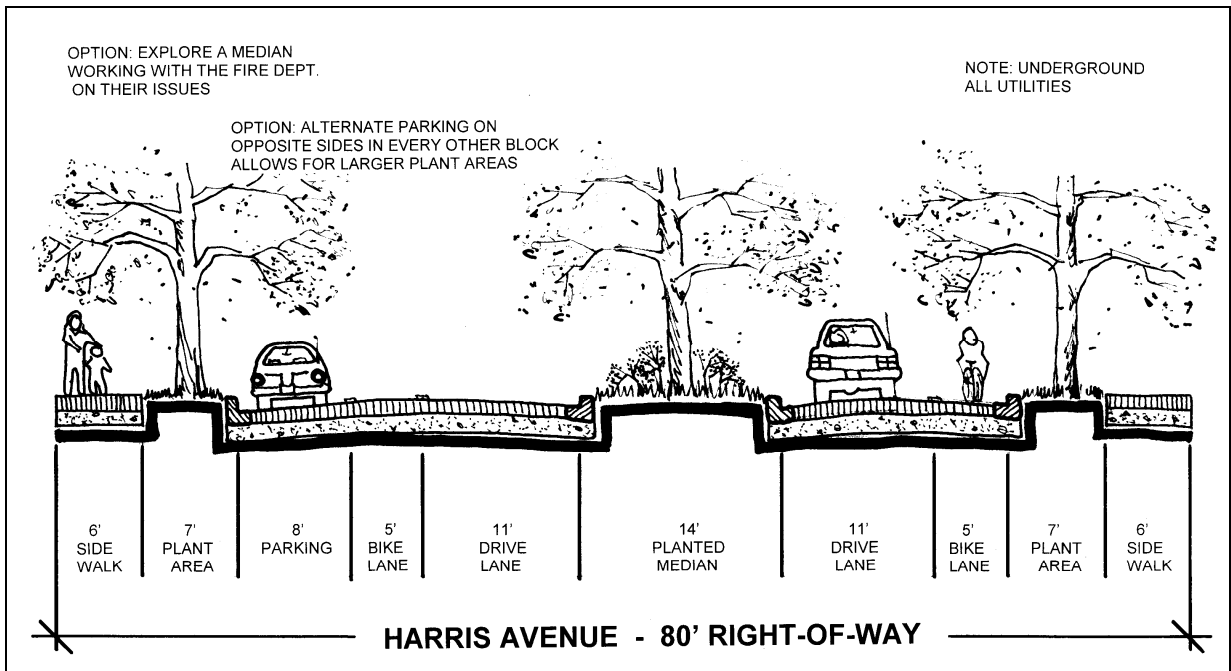 OPTION: EXPLORE A MEDIAN
WORKING WITH THE FIRE DEPT.
ON THEIR ISSUES
NOTE: UNDERGROUND
ALL UTILITIES
OPTION: ALTERNATE PARKING ON
OPPOSITE SIDES IN EVERY OTHER BLOCK
ALLOWS FOR LARGER PLANT AREAS
6'
SIDE
WALK
7'
PLANT
AREA
8'
PARKING
5'
BIKE
LANE
11'
DRIVE
LANE
14'
PLANTED
MEDIAN
11'
DRIVE
LANE
5'
BIKE
LANE
7'
PLANT
AREA
6'
SIDE
WALK
HARRIS AVENUE - 80' RIGHT-OF-WAY